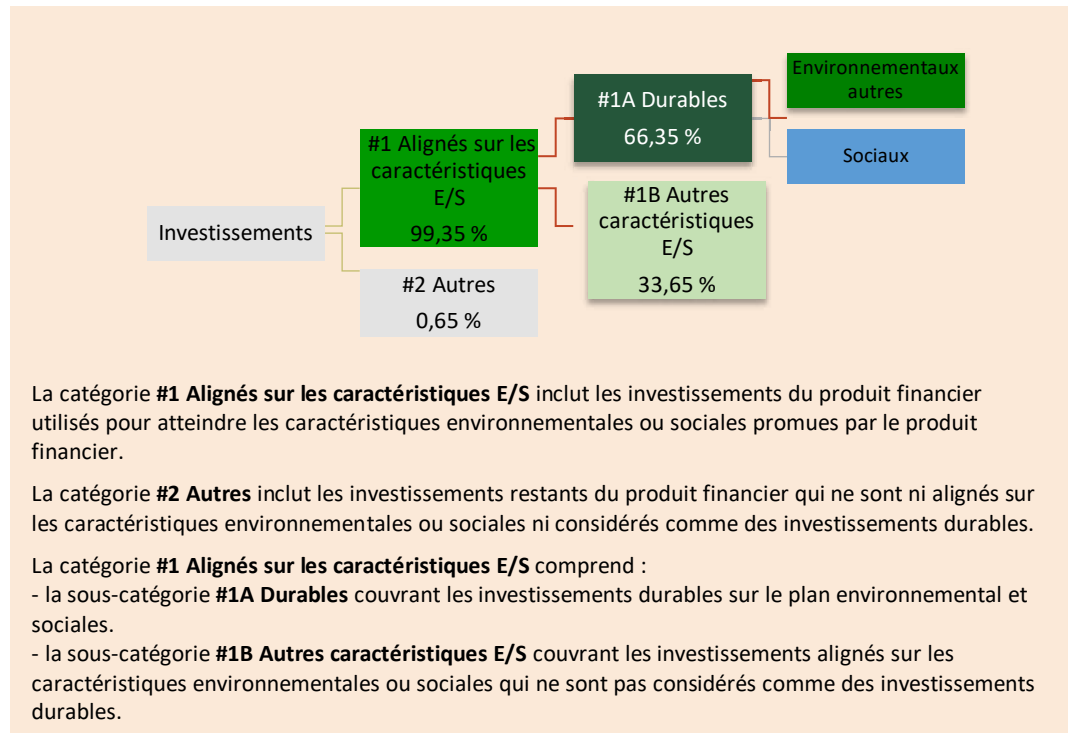 Environnementaux
autres
#1A Durables
66,35 %
Sociaux
#1 Alignés sur les
caractéristiques
E/S
99,35 %
#1B Autres
caractéristiques
E/S
33,65 %
Investissements
#2 Autres
0,65 %
La catégorie #1 Alignés sur les caractéristiques E/S inclut les investissements du produit financier
utilisés pour atteindre les caractéristiques environnementales ou sociales promues par le produit
financier.
La catégorie #2 Autres inclut les investissements restants du produit financier qui ne sont ni alignés sur
les caractéristiques environnementales ou sociales ni considérés comme des investissements durables.
La catégorie #1 Alignés sur les caractéristiques E/S comprend :
- la sous-catégorie #1A Durables couvrant les investissements durables sur le plan environnemental et
sociales.
- la sous-catégorie #1B Autres caractéristiques E/S couvrant les investissements alignés sur les
caractéristiques environnementales ou sociales qui ne sont pas considérés comme des investissements
durables.